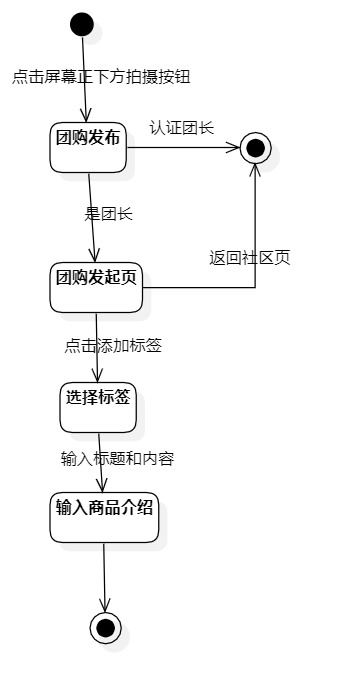 点击屏幕正下方拍摄按钮
认证团长
团购发布
是团长
返回社区页
团购发起页
点击添加标签
选择标签
输入标题和内容
输入商品介绍